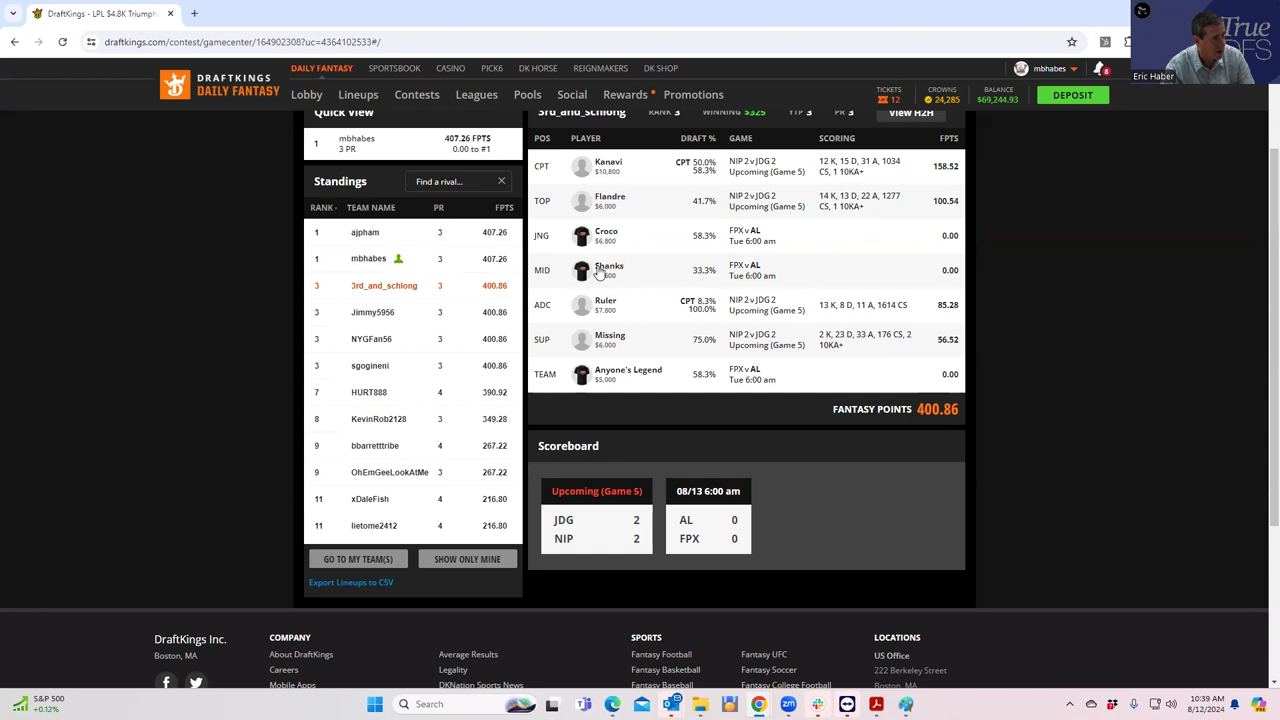 DraftKings - LPL $4.8K Triumph
draftkings.com/contest/gamecenter/164902308?uc=4364102533#/
True
DFS
Eric Haber
DRAFTKINGS
DAILY FANTASY
DAILY FANTASY SPORTSBOOK CASINO PICK6 DK HORSE REIGNMAKERS DK SHOP
mbhabes
8
Lobby Lineups Contests Leagues Pools Social Rewards Promotions
TICKETS CROWNS BALANCE
12 24,285 $69,244.93
DEPOSIT
Quick View
1 mbhabes 407.26 FPTS
3 PR 0.00 to #1
Standings Find a rival...
RANK TEAM NAME PR FPTS
1 ajpham 3 407.26
1 mbhabes 3 407.26
3 3rd_and_schlong 3 400.86
3 Jimmy5956 3 400.86
3 NYGFan56 3 400.86
3 sgogineni 3 400.86
7 HURT888 4 390.92
8 KevinRob2128 3 349.28
9 bbarretttribe 4 267.22
9 OhEmGeeLookAtMe 3 267.22
11 xDaleFish 4 216.80
11 lietome2412 4 216.80
GO TO MY TEAM(S) SHOW ONLY MINE
Export Lineups to CSV
3rd_and_schlong RANK 3 WINNING $325 YTP 3 PR 3 View H2H
POS PLAYER DRAFT % GAME SCORING FPTS
CPT Kanavi $10,800 CPT 50.0% 58.3% NIP 2 v JDG 2 Upcoming (Game 5) 12 K, 15 D, 31 A, 1034 CS, 1 10KA+ 158.52
TOP Flandre $6,000 41.7% NIP 2 v JDG 2 Upcoming (Game 5) 14 K, 13 D, 22 A, 1277 CS, 1 10KA+ 100.54
JNG Croco $6,800 58.3% FPX v AL Tue 6:00 am 0.00
MID Shanks 33.3% FPX v AL Tue 6:00 am 0.00
ADC Ruler $7,800 CPT 8.3% 100.0% NIP 2 v JDG 2 Upcoming (Game 5) 13 K, 8 D, 11 A, 1614 CS 85.28
SUP Missing $6,000 75.0% NIP 2 v JDG 2 Upcoming (Game 5) 2 K, 23 D, 33 A, 176 CS, 2 10KA+ 56.52
TEAM Anyone's Legend $5,000 58.3% FPX v AL Tue 6:00 am 0.00
FANTASY POINTS 400.86
Scoreboard
Upcoming (Game 5) 08/13 6:00 am
JDG 2 AL 0
NIP 2 FPX 0
DraftKings Inc.
Boston, MA
COMPANY
About DraftKings Average Results
Careers Legality
Mobile Apps DKNation Sports News
SPORTS
Fantasy Football Fantasy UFC
Fantasy Basketball Fantasy Soccer
Fantasy Baseball Fantasy College Football
LOCATIONS
US Office
222 Berkeley Street
Boston, MA
S&P 500
+0.12%
Search
10:39 AM
8/12/2024